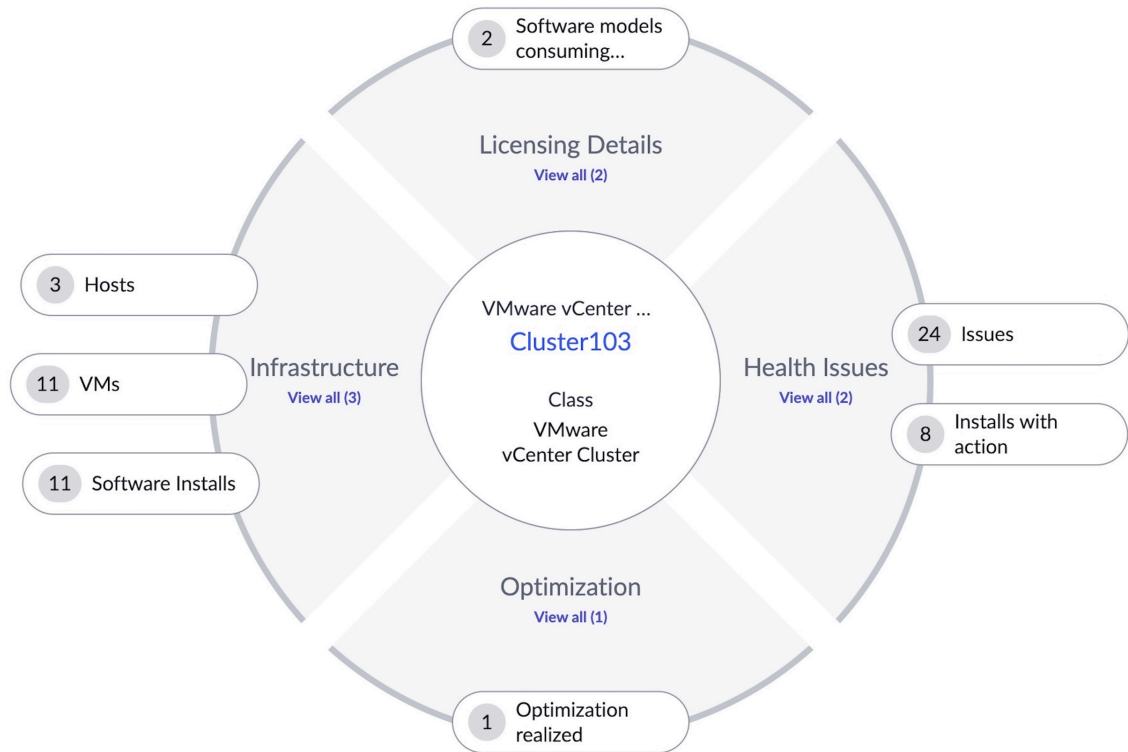 2
Software models
consuming...
Licensing Details
View all (2)
3
Hosts
11
VMs
11
Software Installs
Infrastructure
View all (3)
VMware vCenter ...
Cluster103
Class
VMware
vCenter Cluster
Health Issues
View all (2)
24
Issues
8
Installs with
action
Optimization
View all (1)
1
Optimization
realized